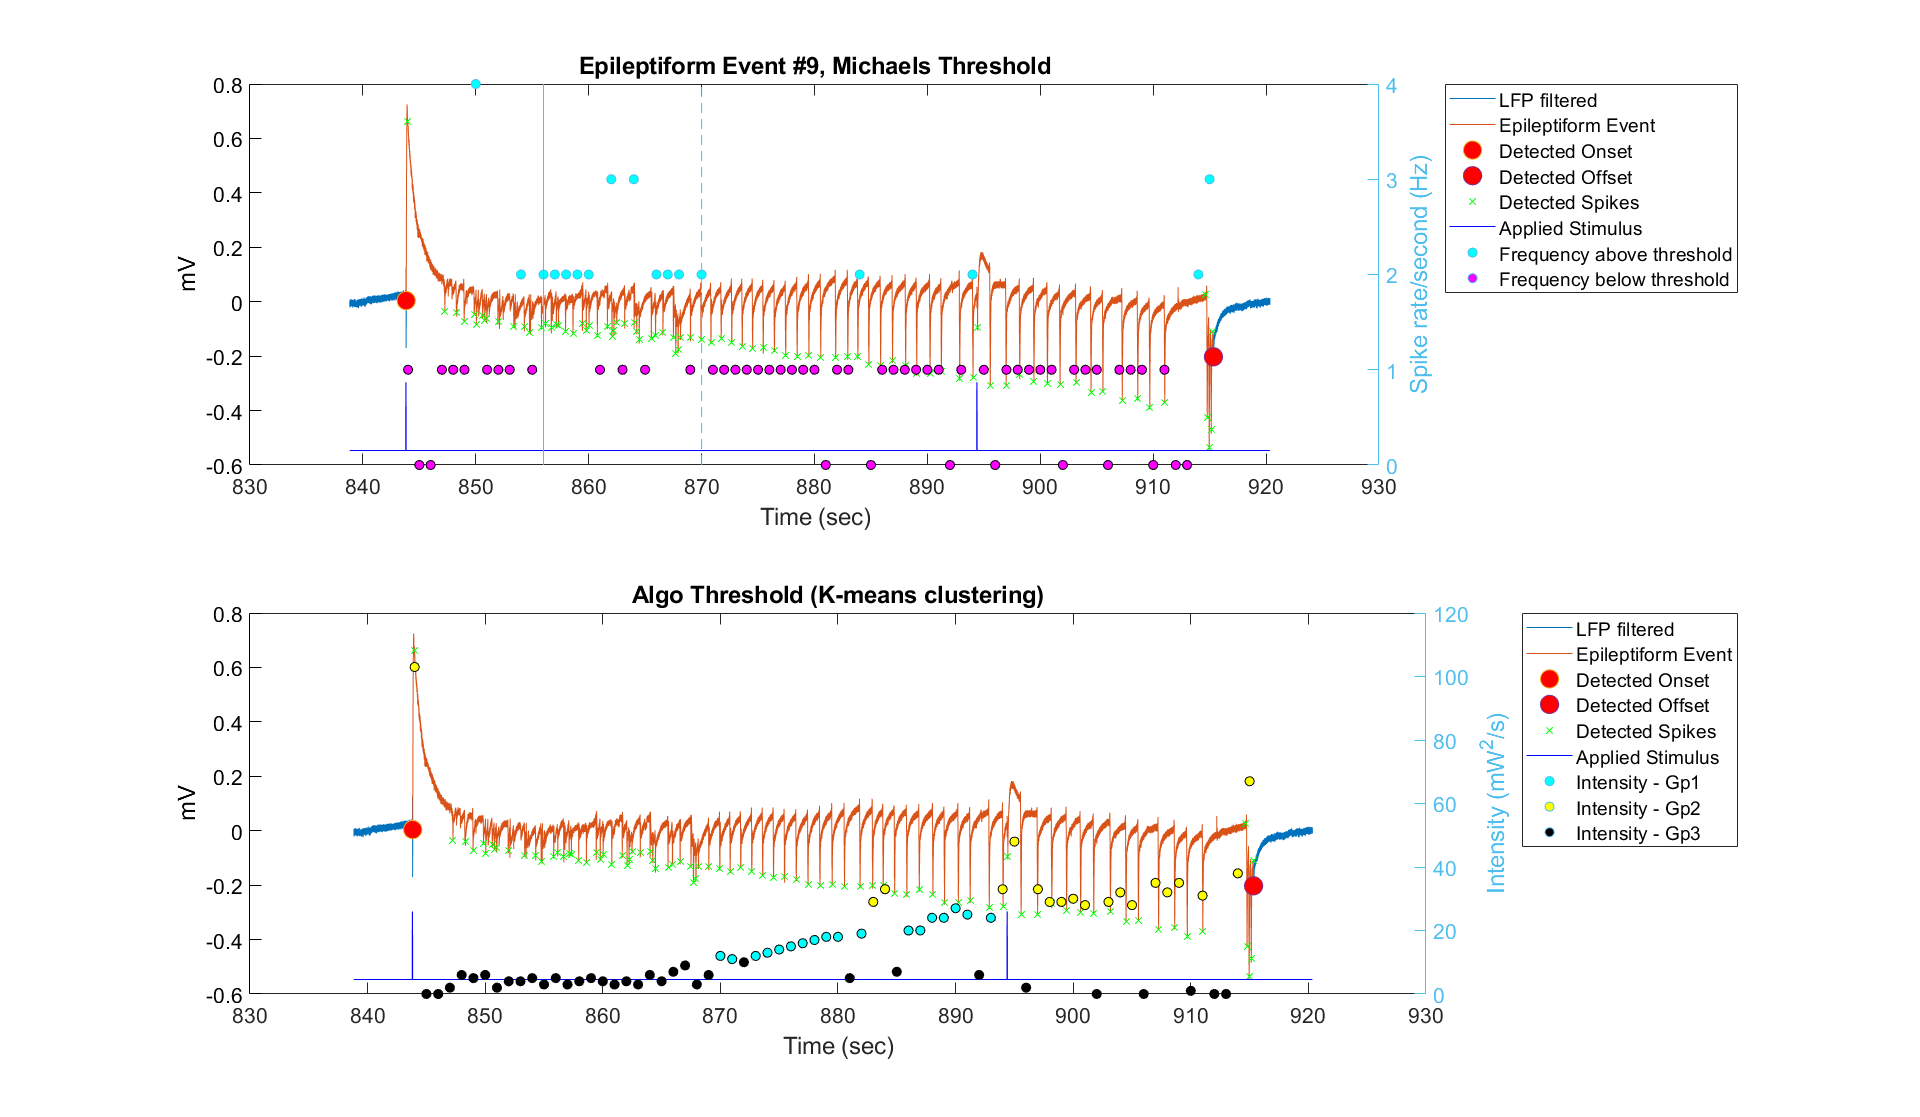 Epileptiform Event #9, Michaels Threshold
0.8
0.6
0.4
0.2
0
-0.2
-0.4
-0.6
mV
830 840 850 860 870 880 890 900 910 920 930
Time (sec)
4
3
2
1
0
Spike rate/second (Hz)
LFP filtered
Epileptiform Event
Detected Onset
Detected Offset
Detected Spikes
Applied Stimulus
Frequency above threshold
Frequency below threshold
Algo Threshold (K-means clustering)
0.8
0.6
0.4
0.2
0
-0.2
-0.4
-0.6
mV
830 840 850 860 870 880 890 900 910 920 930
Time (sec)
120
100
80
60
40
20
0
Intensity (mW²/s)
LFP filtered
Epileptiform Event
Detected Onset
Detected Offset
Detected Spikes
Applied Stimulus
Intensity - Gp1
Intensity - Gp2
Intensity - Gp3